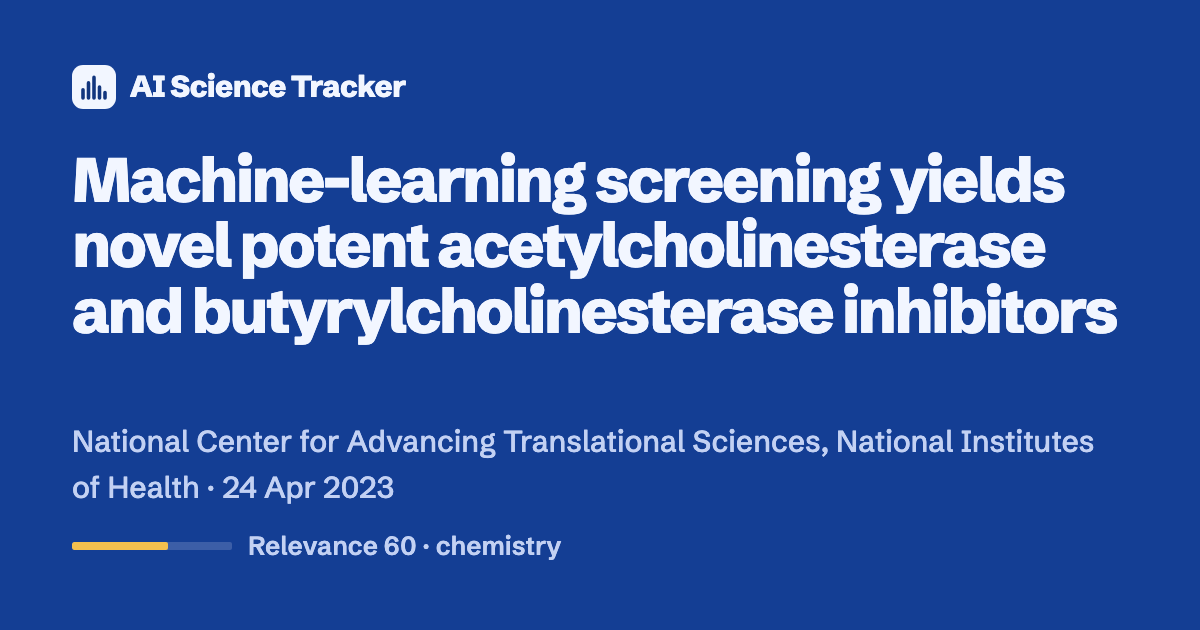 AI Science Tracker
Machine-learning screening yields
novel potent acetylcholinesterase
and butyrylcholinesterase inhibitors
National Center for Advancing Translational Sciences, National Institutes
of Health · 24 Apr 2023
Relevance 60 · chemistry